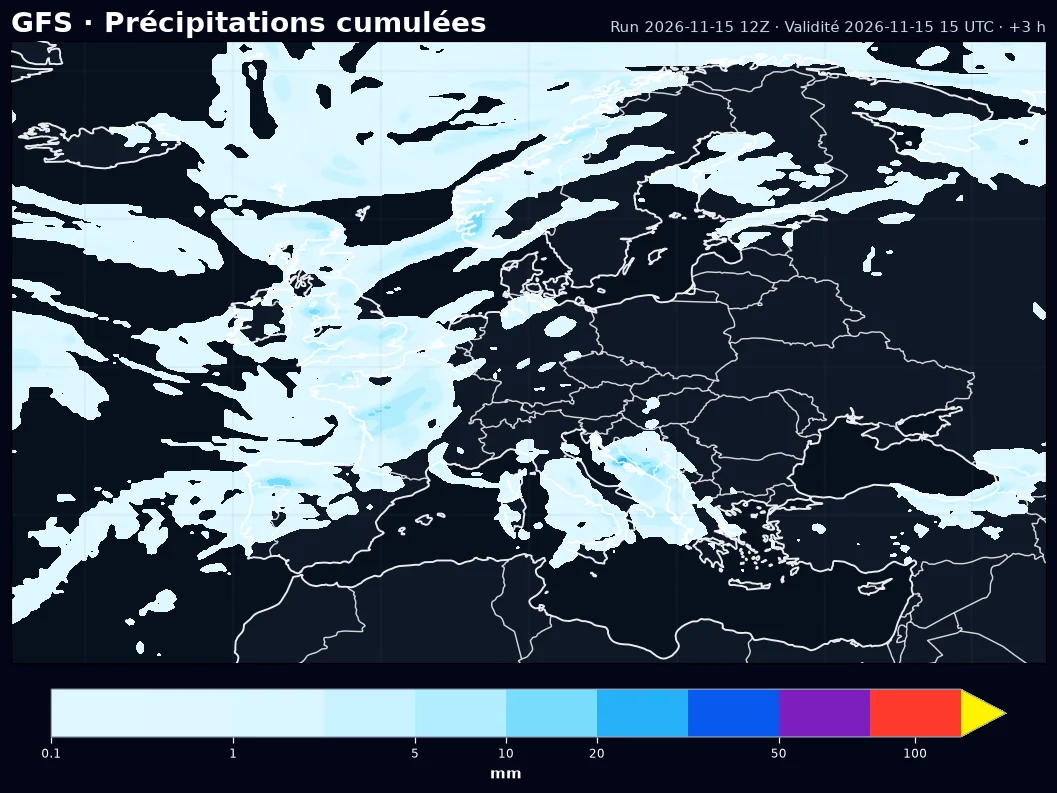 GFS · Précipitations cumulées
Run 2026-11-15 12Z · Validité 2026-11-15 15 UTC · +3 h
0.1 1 5 10 20 50 100
mm